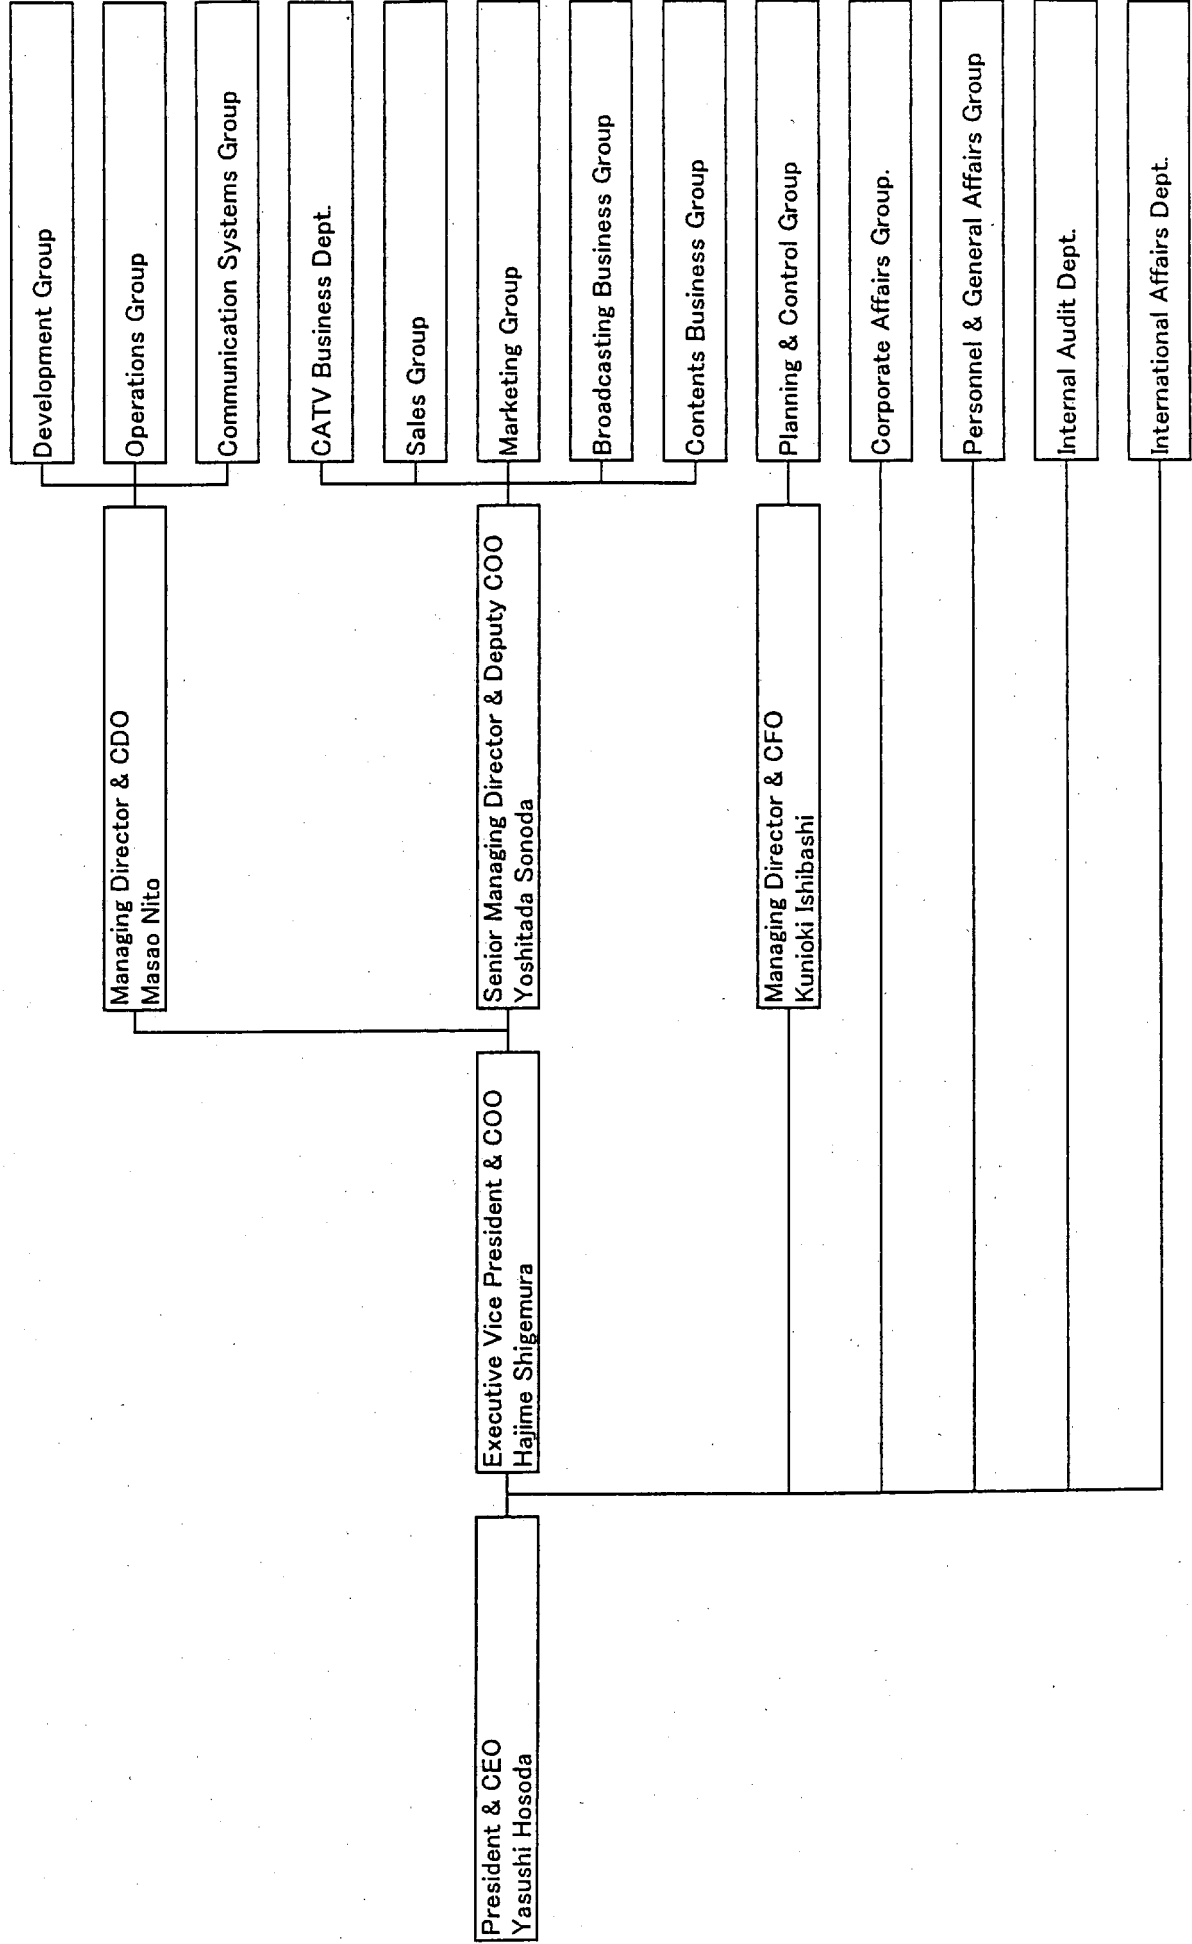 President & CEO
Yasushi Hosoda
Executive Vice President & COO
Hajime Shigemura
Managing Director & CDO
Masao Nito
Senior Managing Director & Deputy COO
Yoshitada Sonoda
Managing Director & CFO
Kunioki Ishibashi
Development Group
Operations Group
Communication Systems Group
CATV Business Dept.
Sales Group
Marketing Group
Broadcasting Business Group
Contents Business Group
Planning & Control Group
Corporate Affairs Group.
Personnel & General Affairs Group
Internal Audit Dept.
International Affairs Dept.